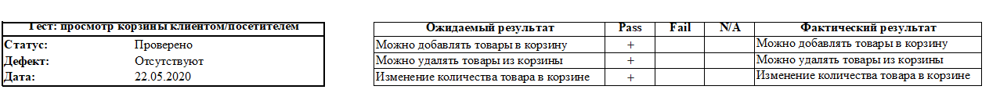 Тест: просмотр корзины клиентом/посетителем
Статус: Проверено
Дефект: Отсутствуют
Дата: 22.05.2020
Ожидаемый результат Pass Fail N/A Фактический результат
Можно добавлять товары в корзину + Можно добавлять товары в корзину
Можно удалять товары из корзины + Можно удалять товары из корзины
Изменение количества товара в корзине + Изменение количества товара в корзине